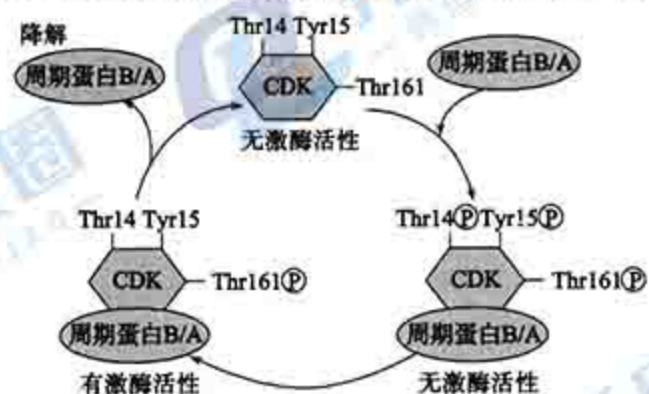 降解
周期蛋白B/A
Thr14 Tyr15
CDK
Thr161
无激酶活性
周期蛋白B/A
Thr14 Tyr15
CDK
Thr161Ⓟ
周期蛋白B/A
有激酶活性
Thr14ⓅTyr15Ⓟ
CDK
Thr161Ⓟ
周期蛋白B/A
无激酶活性